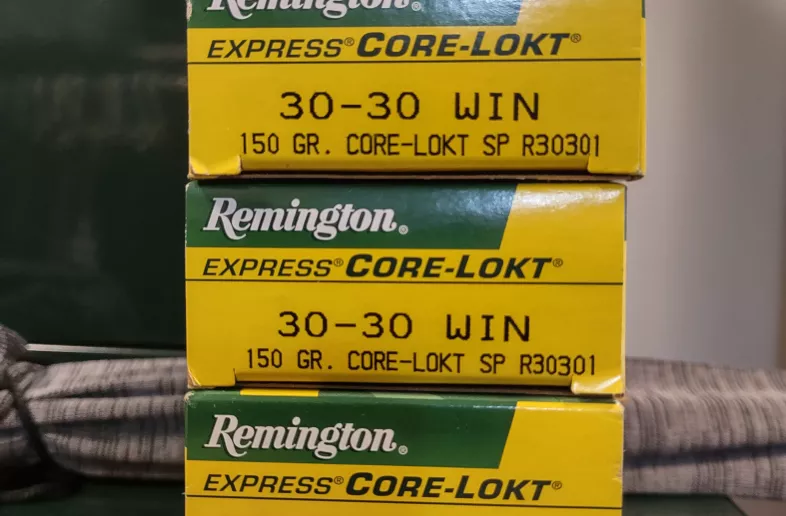 Remington®
EXPRESS® CORE-LOKT®
30-30 WIN
150 GR. CORE-LOKT SP R30301
Remington®
EXPRESS® CORE-LOKT®
30-30 WIN
150 GR. CORE-LOKT SP R30301
Remington®
EXPRESS® CORE-LOKT®